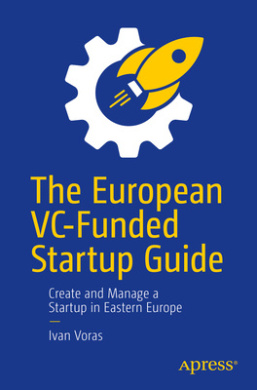 The European
VC-Funded
Startup Guide
Create and Manage a
Startup in Eastern Europe
Ivan Voras
Apress®